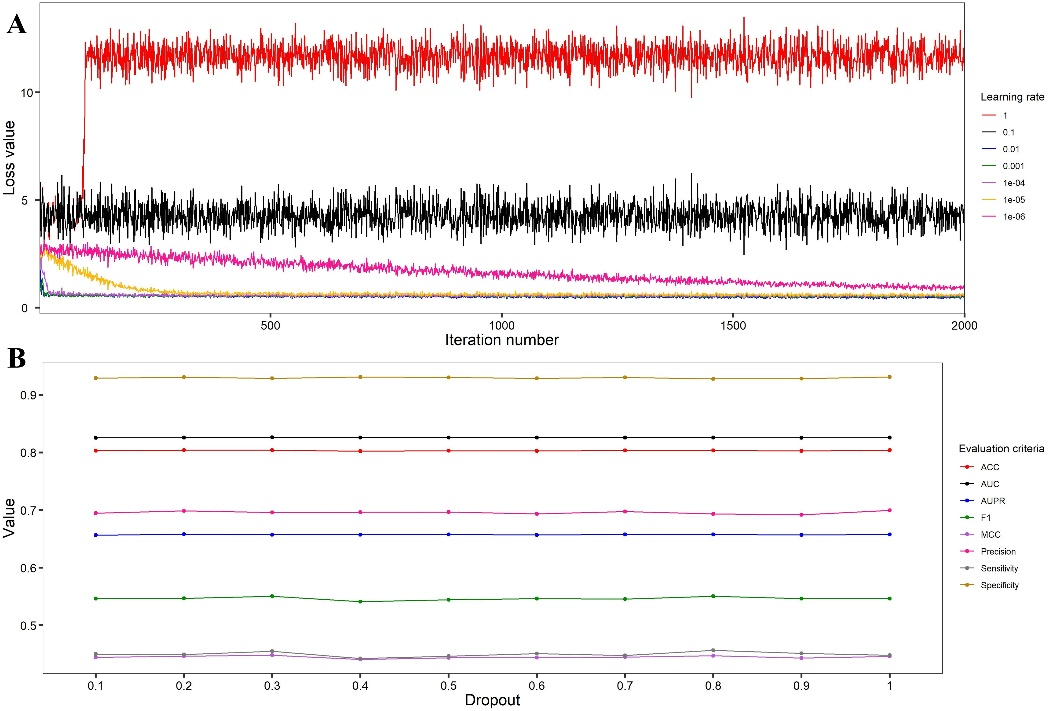 A
Loss value
10
5
0
500
1000
1500
2000
Iteration number
Learning rate
1
0.1
0.01
0.001
1e-04
1e-05
1e-06
B
Value
0.9
0.8
0.7
0.6
0.5
0.1
0.2
0.3
0.4
0.5
0.6
0.7
0.8
0.9
1
Dropout
Evaluation criteria
ACC
AUC
AUPR
F1
MCC
Precision
Sensitivity
Specificity